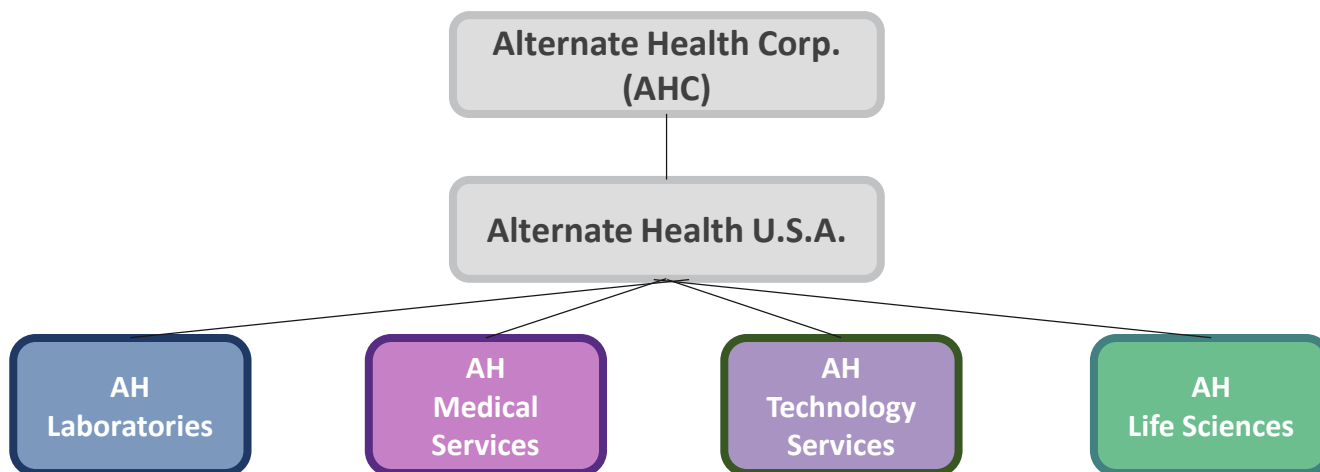 Alternate Health Corp.
(AHC)
Alternate Health U.S.A.
AH
Laboratories
AH
Medical
Services
AH
Technology
Services
AH
Life Sciences